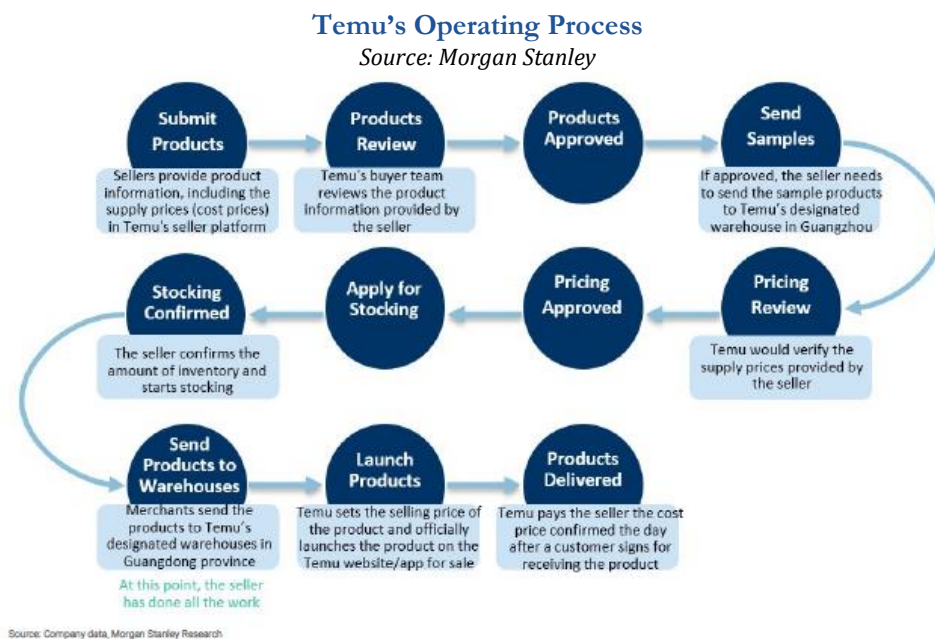 Temu’s Operating Process
Source: Morgan Stanley
Submit
Products
Sellers provide product
information, including the
supply prices (cost prices)
in Temu's seller platform
Products
Review
Temu's buyer team
reviews the product
information provided by
the seller
Products
Approved
Send
Samples
If approved, the seller needs
to send the sample products
to Temu's designated
warehouse in Guangzhou
Pricing
Review
Temu would verify the
supply prices provided by
the seller
Pricing
Approved
Apply for
Stocking
Stocking
Confirmed
The seller confirms the
amount of inventory and
starts stocking
Send
Products to
Warehouses
Merchants send the
products to Temu's
designated warehouses in
Guangdong province
At this point, the seller
has done all the work
Launch
Products
Temu sets the selling price of
the product and officially
launches the product on the
Temu website/app for sale
Products
Delivered
Temu pays the seller the cost
price confirmed the day
after a customer signs for
receiving the product
Source: Company data, Morgan Stanley Research